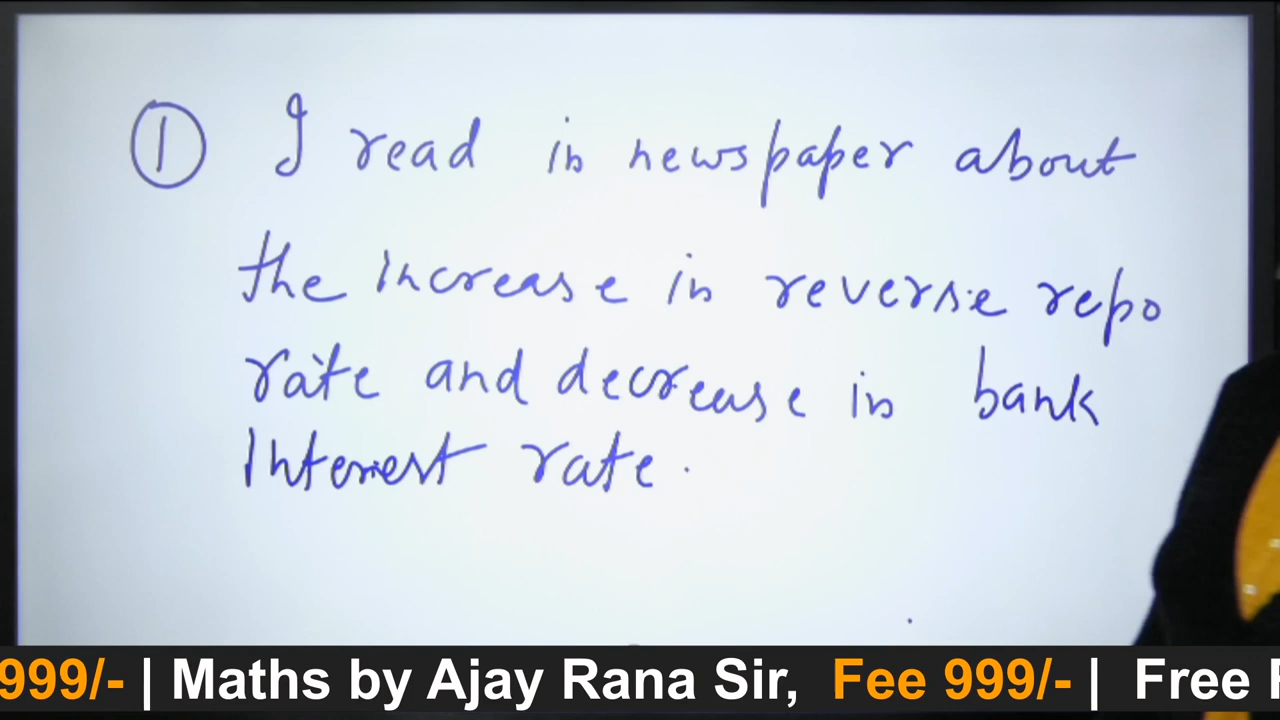 ① I read in newspaper about
the increase in reverse repo
rate and decrease in bank
Interest rate.
999/- | Maths by Ajay Rana Sir, Fee 999/- | Free